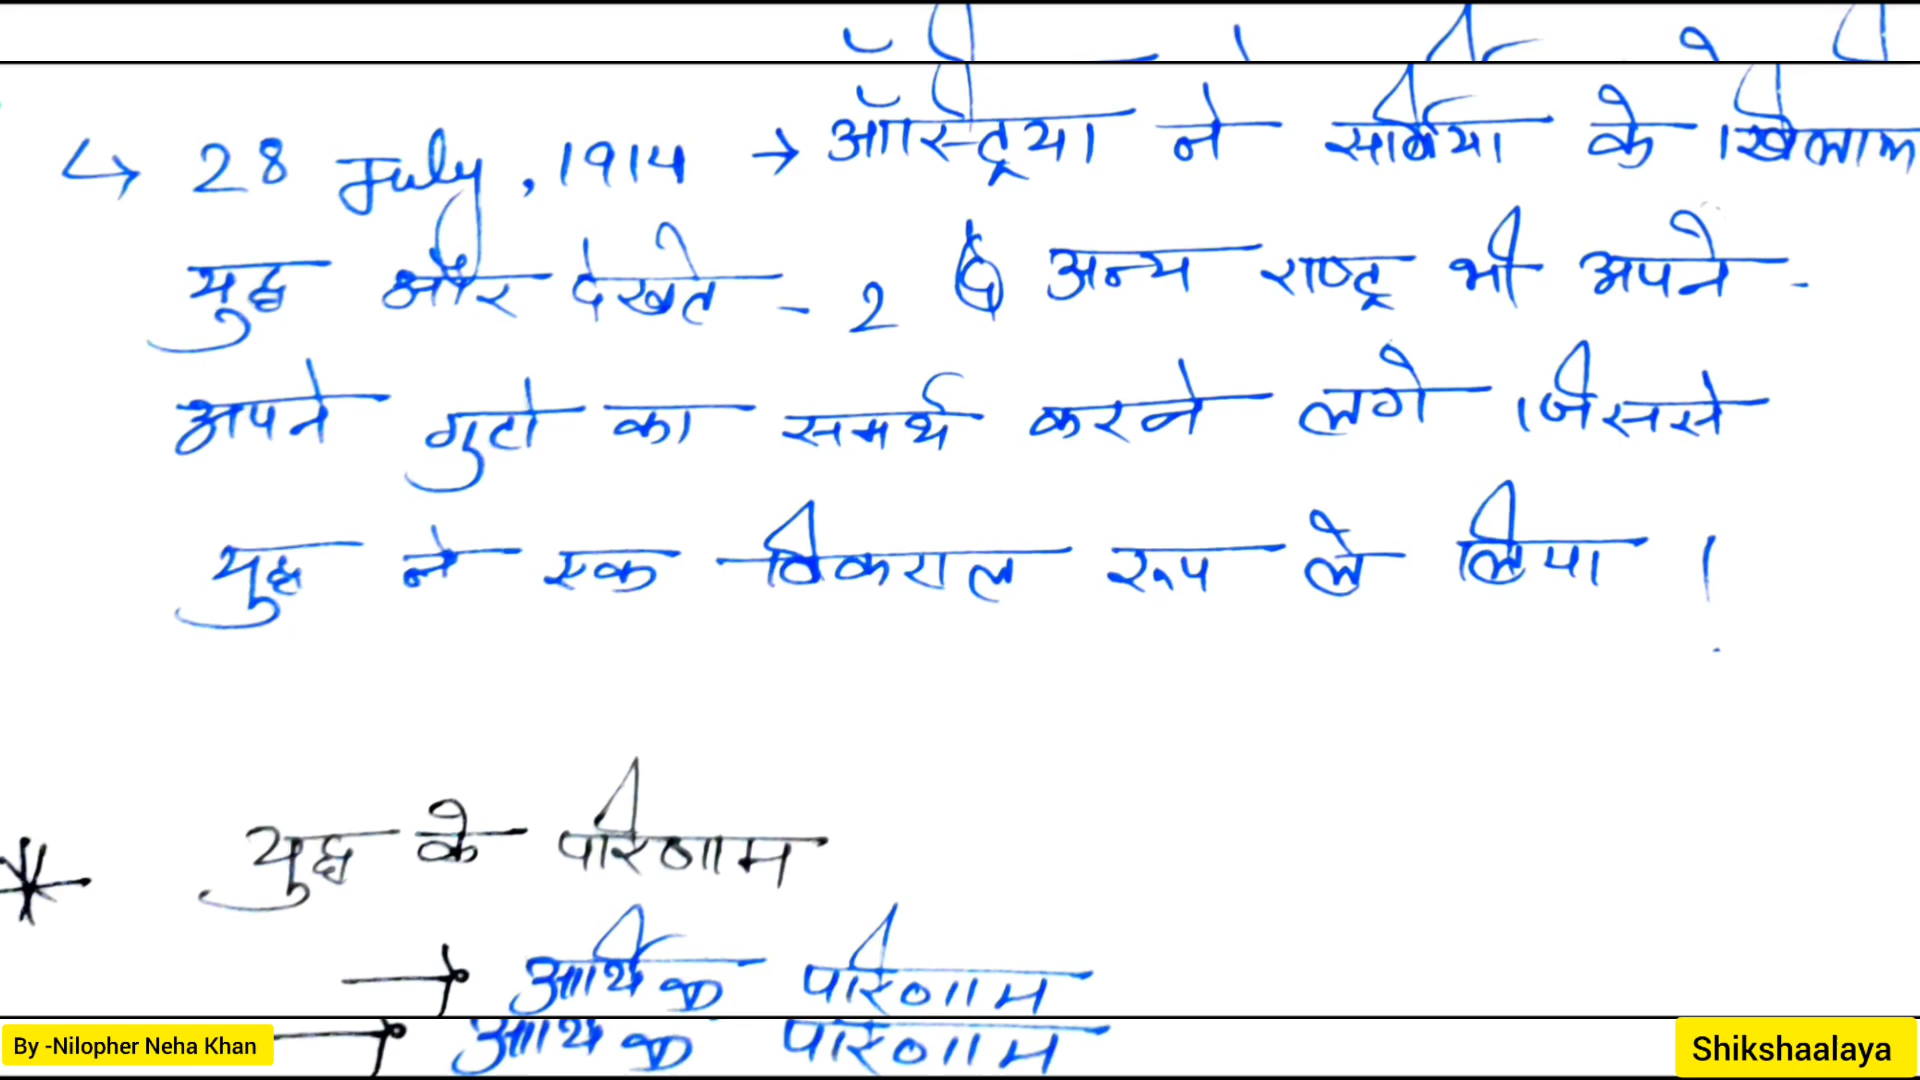 ↳ 28 July, 1914 → ऑस्ट्रिया ने सर्बिया के खिलाफ
युद्ध और देखते - 2 अन्य राष्ट्र भी अपने -
अपने गुटो का समर्थ करने लगे जिससे
युद्ध ने एक विकराल रूप ले लिया ।
* युद्ध के परिणाम
→ आर्थिक परिणाम
आर्थिक परिणाम
By -Nilopher Neha Khan
Shikshaalaya